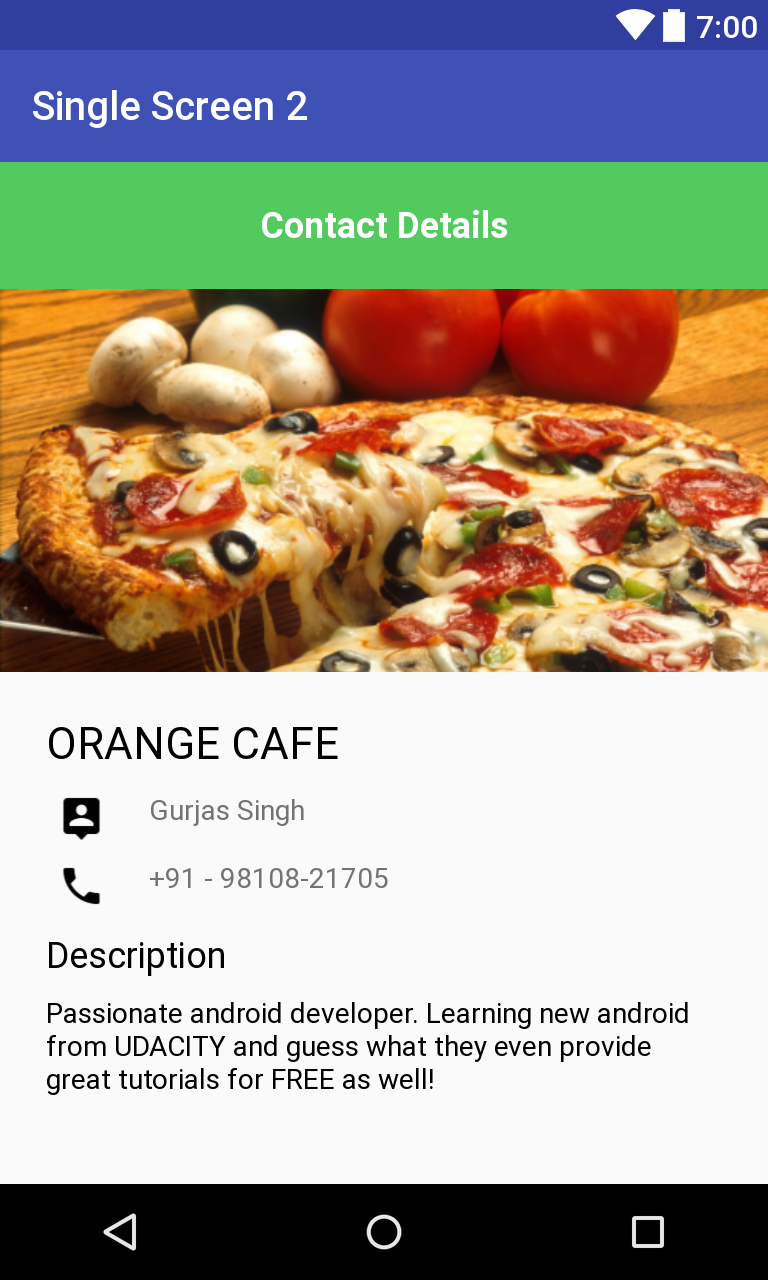 7:00
Single Screen 2
Contact Details
ORANGE CAFE
Gurjas Singh
+91 - 98108-21705
Description
Passionate android developer. Learning new android
from UDACITY and guess what they even provide
great tutorials for FREE as well!